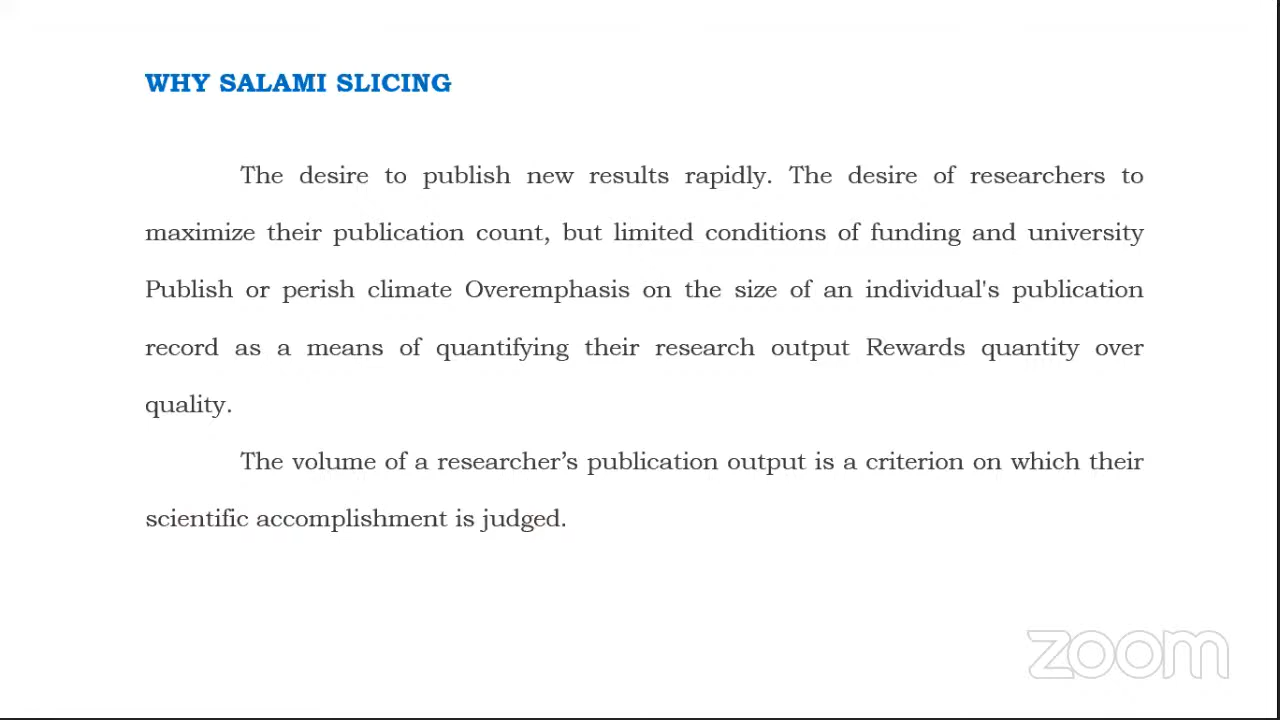 WHY SALAMI SLICING
The desire to publish new results rapidly. The desire of researchers to
maximize their publication count, but limited conditions of funding and university
Publish or perish climate Overemphasis on the size of an individual's publication
record as a means of quantifying their research output Rewards quantity over
quality.
The volume of a researcher’s publication output is a criterion on which their
scientific accomplishment is judged.
zoom